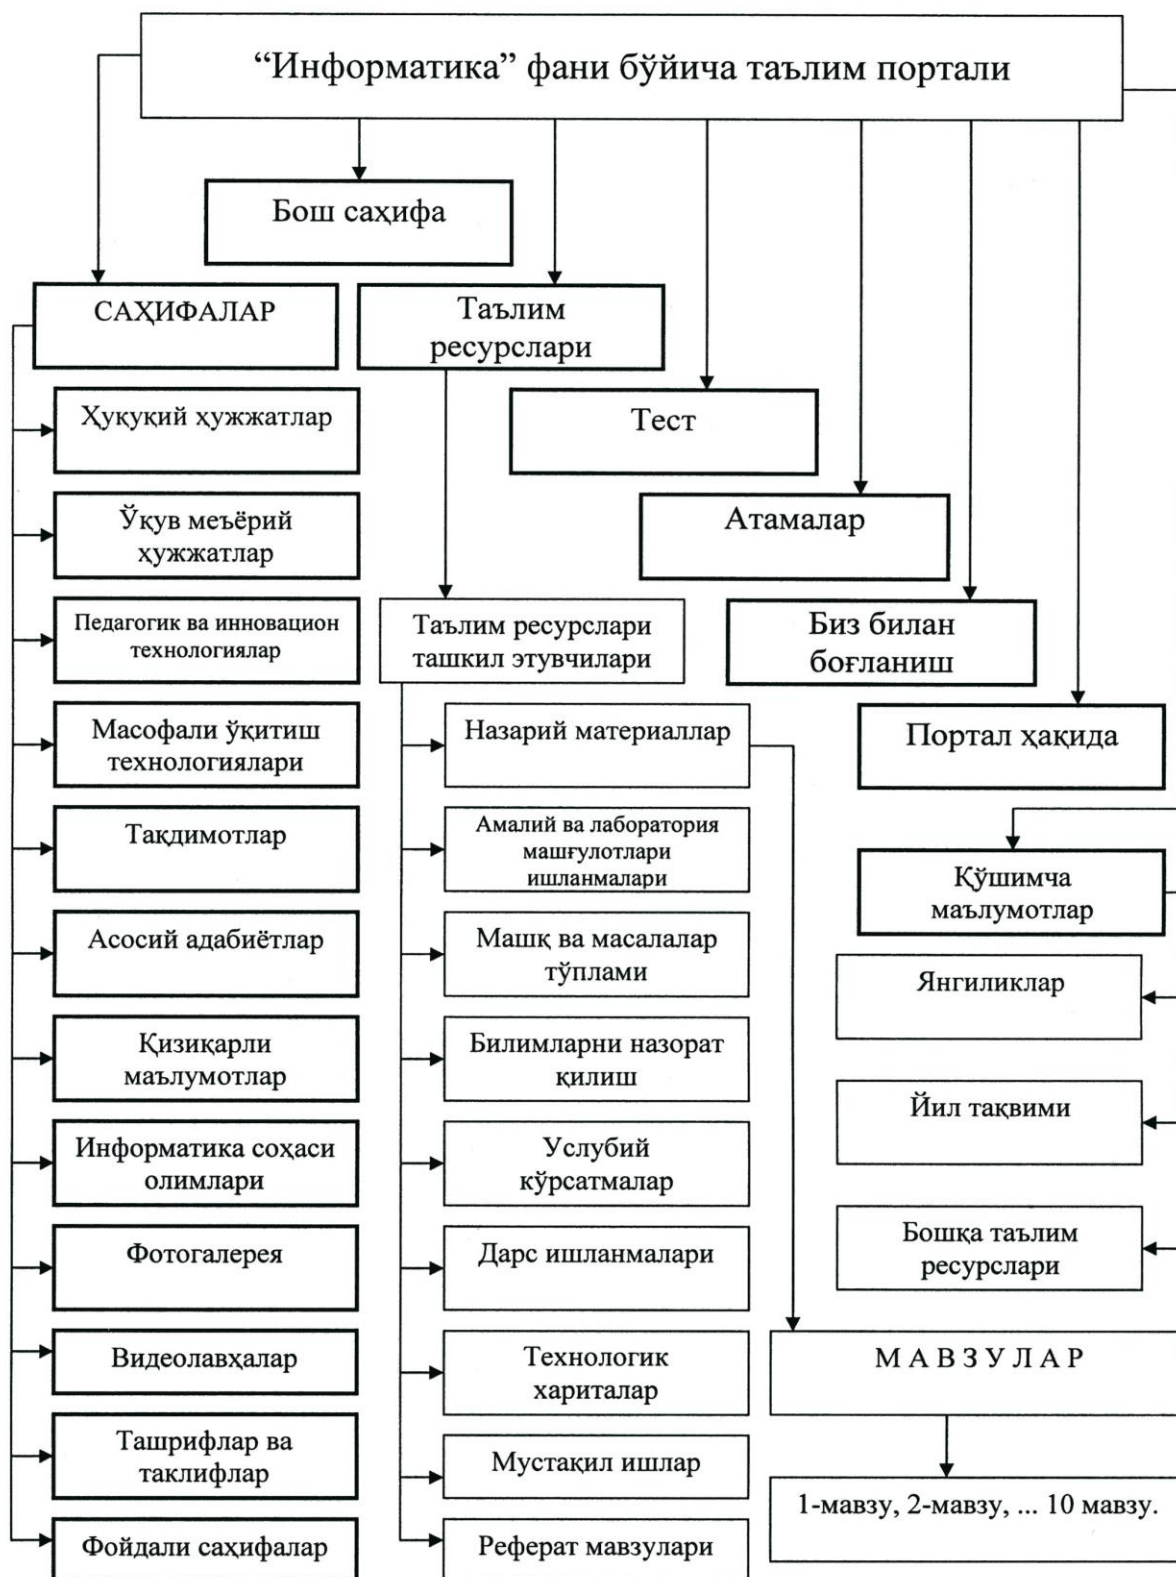 “Информатика” фани бўйича таълим портали
Бош саҳифа
САҲИФАЛАР
Таълим
ресурслари
Тест
Атамалар
Биз билан
боғланиш
Портал ҳақида
Қўшимча
маълумотлар
Янгиликлар
Йил тақвими
Бошқа таълим
ресурслари
Ҳуқуқий ҳужжатлар
Ўқув меъёрий
ҳужжатлар
Педагогик ва инновацион
технологиялар
Масофали ўқитиш
технологиялари
Тақдимотлар
Асосий адабиётлар
Қизиқарли
маълумотлар
Информатика соҳаси
олимлари
Фотогалерея
Видеолавҳалар
Ташрифлар ва
таклифлар
Фойдали саҳифалар
Таълим ресурслари
ташкил этувчилари
Назарий материаллар
Амалий ва лаборатория
машғулотлари
ишланмалари
Машқ ва масалалар
тўплами
Билимларни назорат
қилиш
Услубий
кўрсатмалар
Дарс ишланмалари
Технологик
хариталар
Мустақил ишлар
Реферат мавзулари
М А В З У Л А Р
1-мавзу, 2-мавзу, ... 10 мавзу.